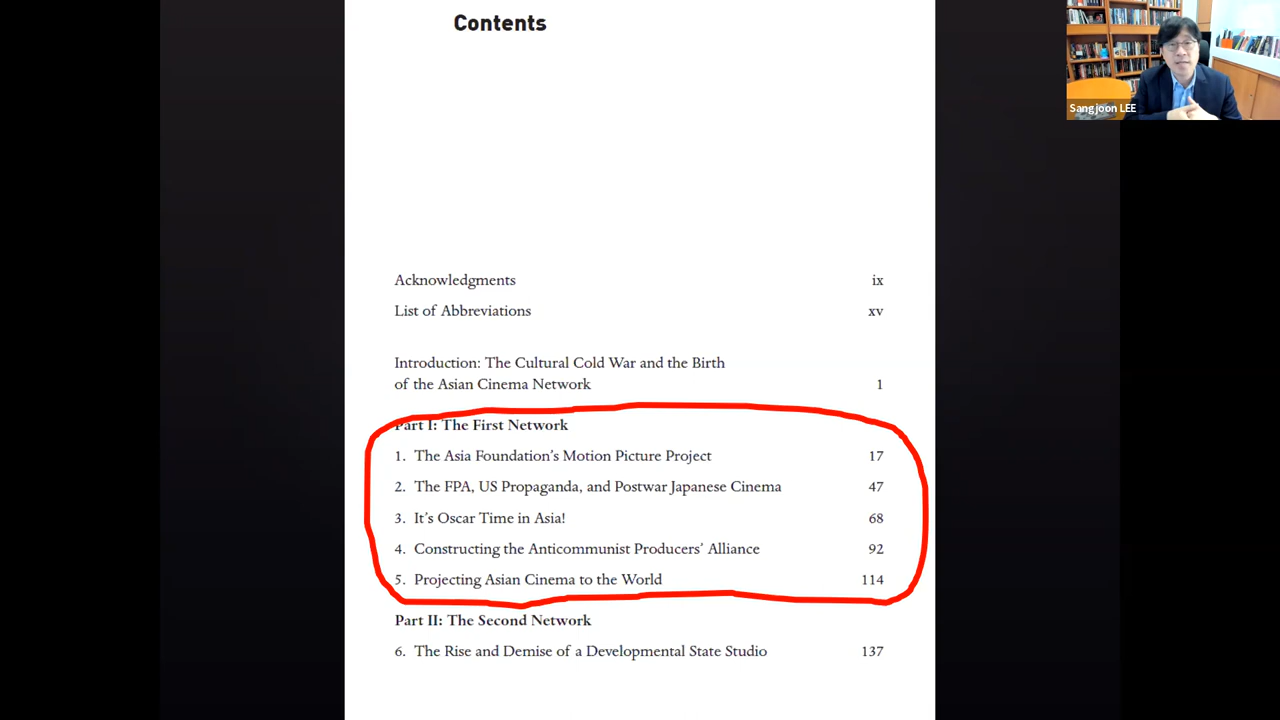 Contents
Sangjoon LEE
Acknowledgments ix
List of Abbreviations xv
Introduction: The Cultural Cold War and the Birth
of the Asian Cinema Network 1
Part I: The First Network
1. The Asia Foundation’s Motion Picture Project 17
2. The FPA, US Propaganda, and Postwar Japanese Cinema 47
3. It’s Oscar Time in Asia! 68
4. Constructing the Anticommunist Producers’ Alliance 92
5. Projecting Asian Cinema to the World 114
Part II: The Second Network
6. The Rise and Demise of a Developmental State Studio 137